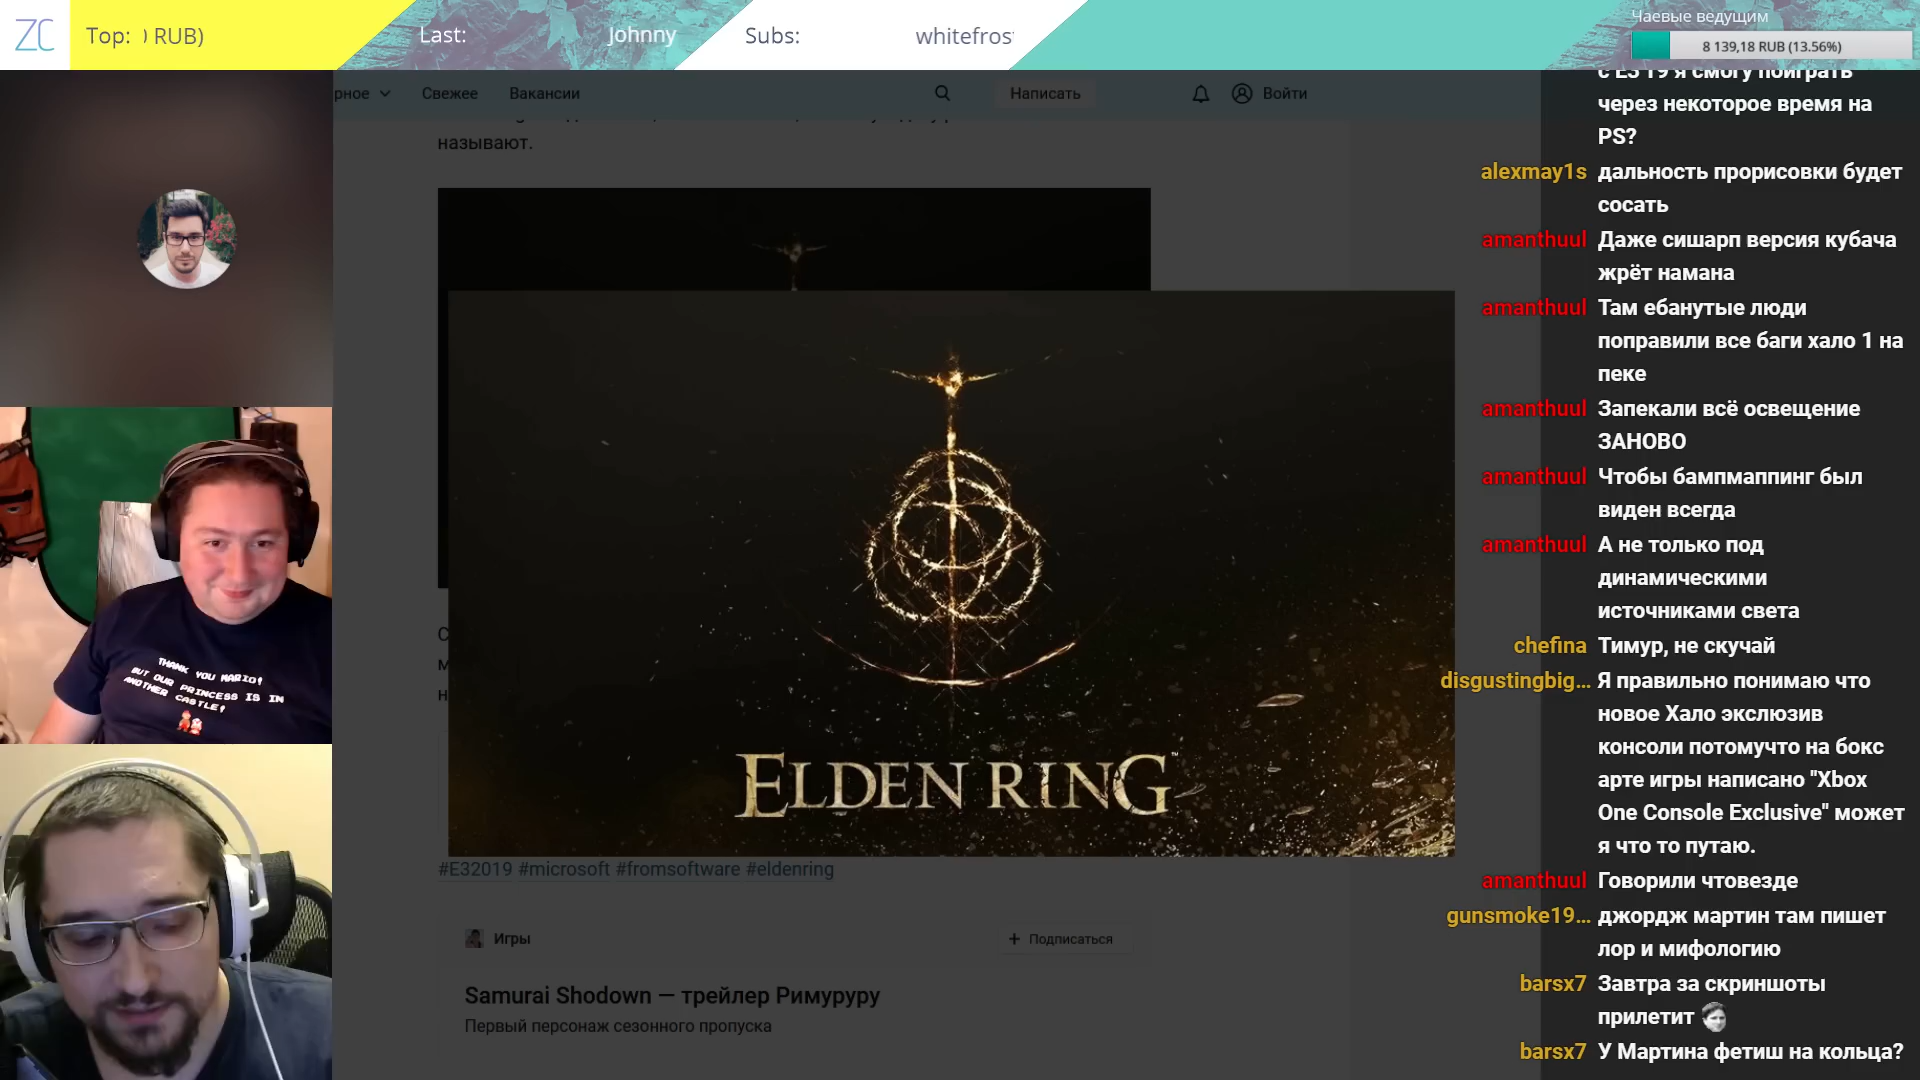 ZC
Top: ) RUB)
Last: Johnny
Subs: whitefros
Чаевые ведущим
8 139,18 RUB (13.56%)
рное
Свежее
Вакансии
Написать
Войти
называют.
ELDEN RING™
#E32019 #microsoft #fromsoftware #eldenring
Игры
+ Подписаться
Samurai Shodown — трейлер Римуруру
Первый персонаж сезонного пропуска
THANK YOU MARIO!
BUT OUR PRINCESS IS IN
ANOTHER CASTLE!
с E3 19 я смогу поиграть
через некоторое время на
PS?
alexmay1s дальность прорисовки будет
сосать
amanthuul Даже сишарп версия кубача
жрёт намана
amanthuul Там ебанутые люди
поправили все баги хало 1 на
пеке
amanthuul Запекали всё освещение
ЗАНОВО
amanthuul Чтобы бампмаппинг был
виден всегда
amanthuul А не только под
динамическими
источниками света
chefina Тимур, не скучай
disgustingbig... Я правильно понимаю что
новое Хало экслюзив
консоли потомучто на бокс
арте игры написано "Xbox
One Console Exclusive" может
я что то путаю.
amanthuul Говорили чтовезде
gunsmoke19... джордж мартин там пишет
лор и мифологию
barsx7 Завтра за скриншоты
прилетит
barsx7 У Мартина фетиш на кольца?